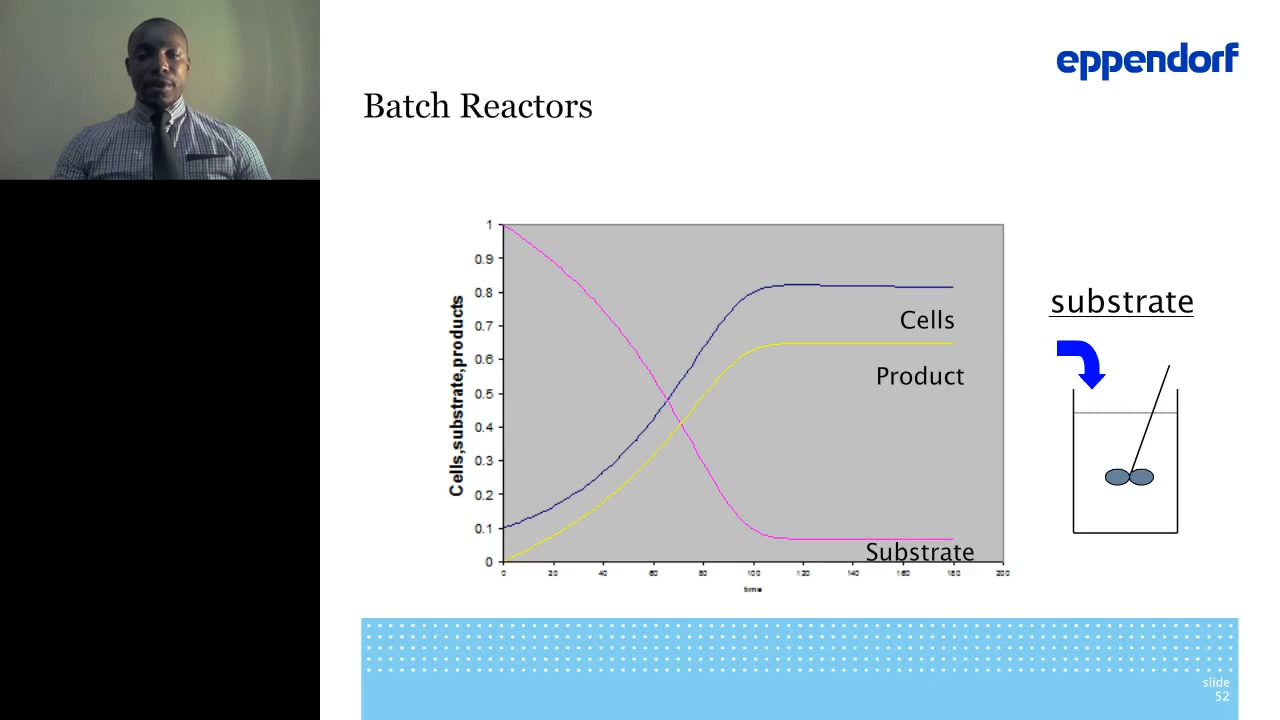 eppendorf
Batch Reactors
Cells,substrate,products
1
0.9
0.8
0.7
0.6
0.5
0.4
0.3
0.2
0.1
0
Cells
Product
Substrate
0 20 40 60 80 100 120 140 160 180 200
time
substrate
slide
52